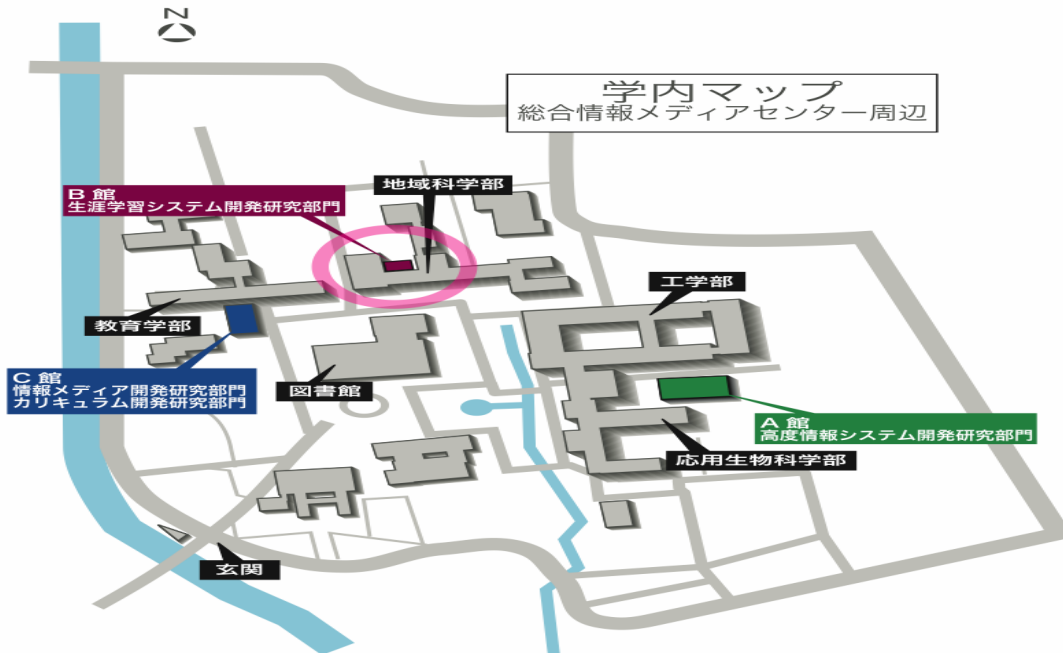 N
学内マップ
総合情報メディアセンター周辺
B 館
生涯学習システム開発研究部門
地域科学部
工学部
教育学部
C 館
情報メディア開発研究部門
カリキュラム開発研究部門
図書館
A 館
高度情報システム開発研究部門
応用生物科学部
玄関